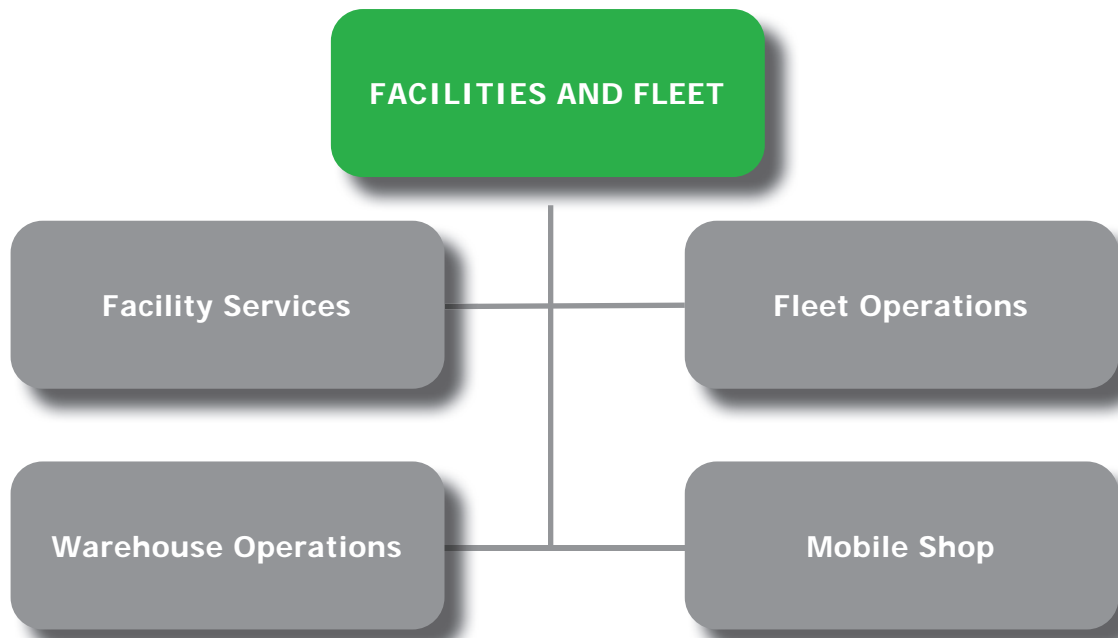 FACILITIES AND FLEET
Facility Services
Fleet Operations
Warehouse Operations
Mobile Shop